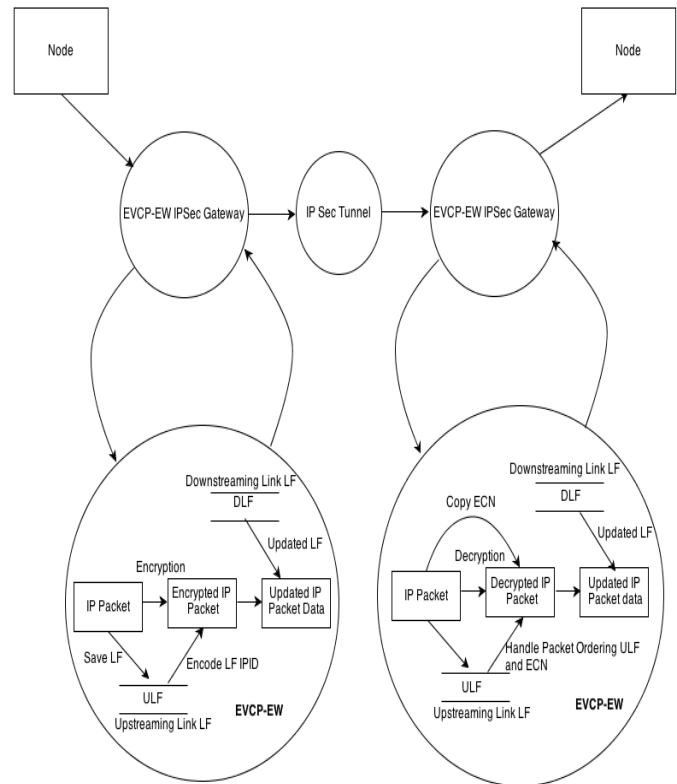 Node
Node
EVCP-EW IPSec Gateway
IP Sec Tunnel
EVCP-EW IPSec Gateway
Downstreaming Link LF
DLF
Updated LF
Encryption
IP Packet
Encrypted IP
Packet
Updated IP
Packet Data
Save LF
Encode LF IPID
ULF
Upstreaming Link LF
EVCP-EW
Downstreaming Link LF
DLF
Copy ECN
Updated LF
Decryption
IP Packet
Decrypted IP
Packet
Updated IP
Packet data
Handle Packet Ordering ULF
and ECN
ULF
Upstreaming Link LF
EVCP-EW